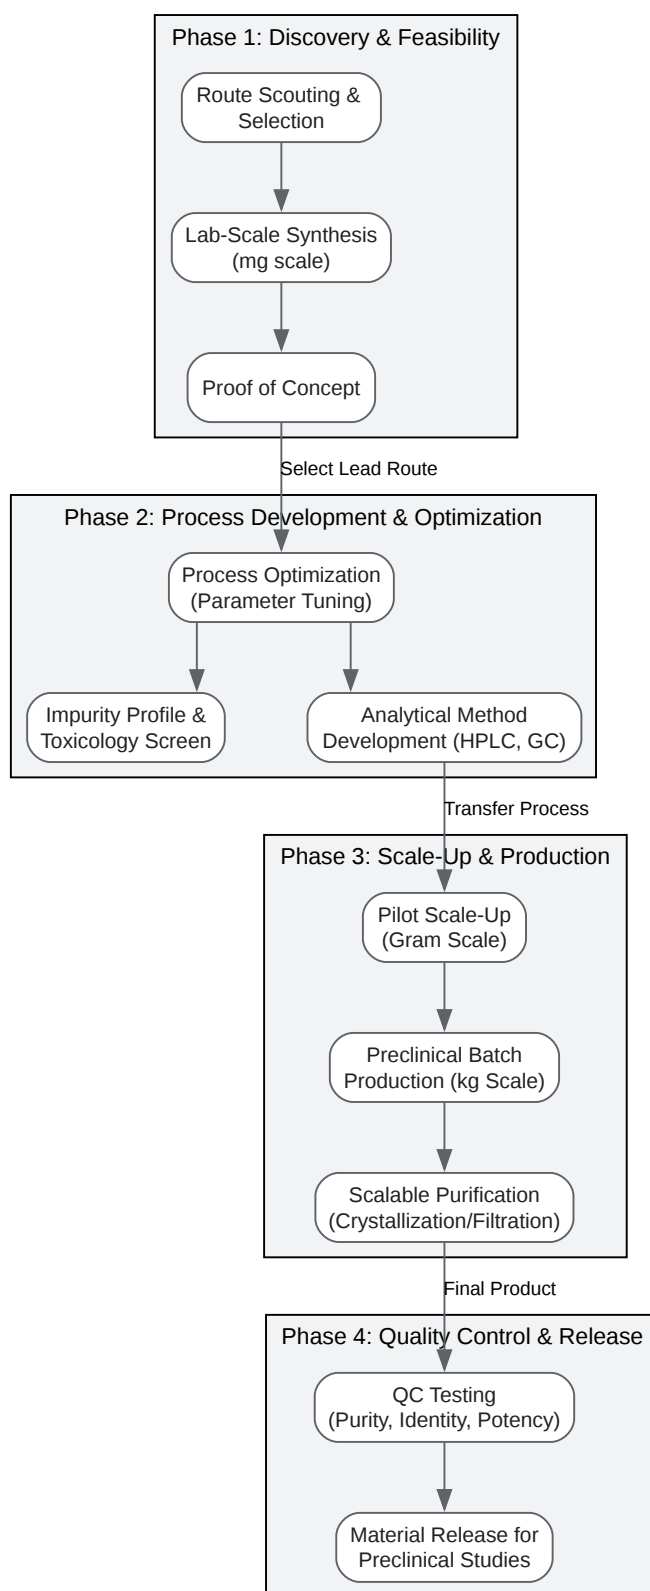 Phase 1: Discovery & Feasibility
Route Scouting &
Selection
Lab-Scale Synthesis
(mg scale)
Proof of Concept
Select Lead Route
Phase 2: Process Development & Optimization
Process Optimization
(Parameter Tuning)
Impurity Profile &
Toxicology Screen
Analytical Method
Development (HPLC, GC)
Transfer Process
Phase 3: Scale-Up & Production
Pilot Scale-Up
(Gram Scale)
Preclinical Batch
Production (kg Scale)
Scalable Purification
(Crystallization/Filtration)
Final Product
Phase 4: Quality Control & Release
QC Testing
(Purity, Identity, Potency)
Material Release for
Preclinical Studies